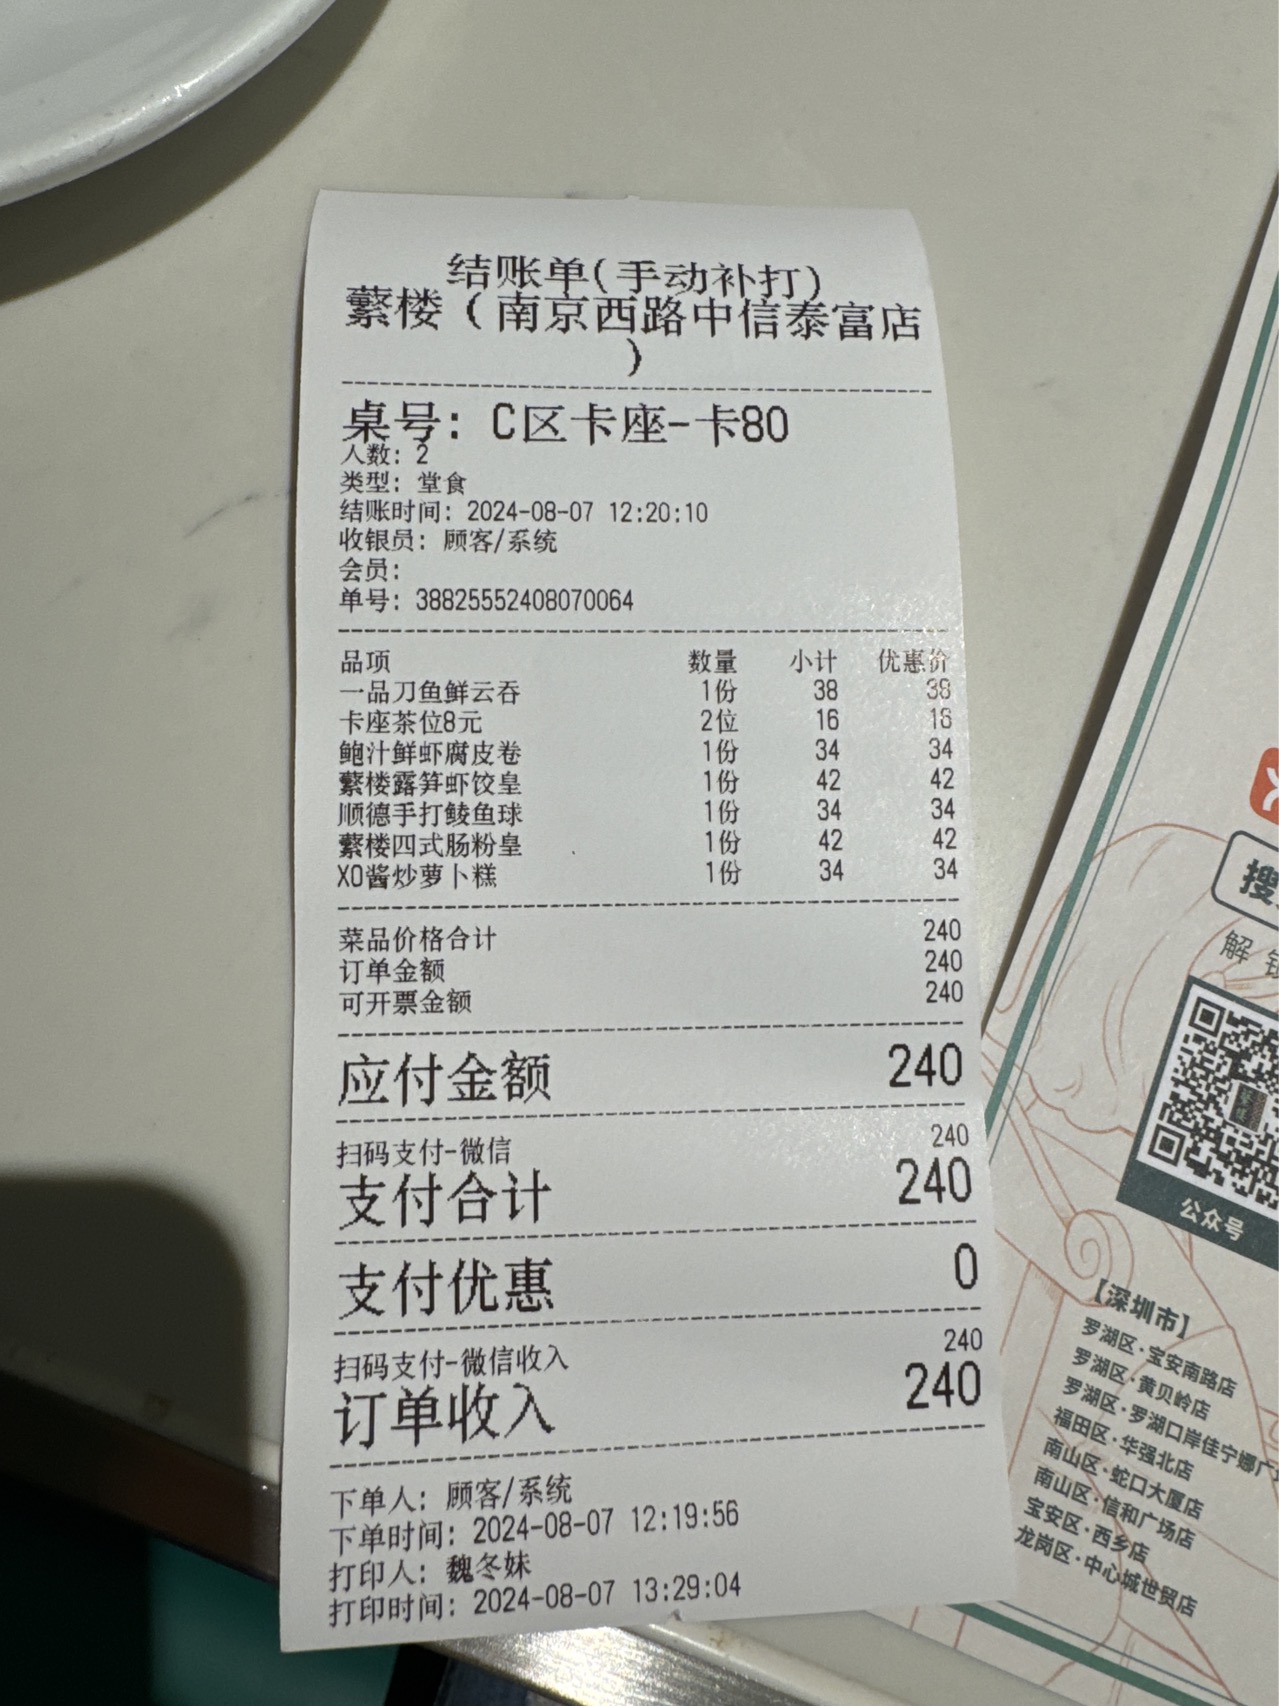 结账单(手动补打)
蘩楼（南京西路中信泰富店
）
桌号: C区卡座-卡80
人数: 2
类型: 堂食
结账时间: 2024-08-07 12:20:10
收银员: 顾客/系统
会员:
单号: 38825552408070064
品项 数量 小计 优惠价
一品刀鱼鲜云吞 1份 38 38
卡座茶位8元 2位 16 16
鲍汁鲜虾腐皮卷 1份 34 34
蘩楼露笋虾饺皇 1份 42 42
顺德手打鲮鱼球 1份 34 34
蘩楼四式肠粉皇 1份 42 42
XO酱炒萝卜糕 1份 34 34
菜品价格合计 240
订单金额 240
可开票金额 240
应付金额 240
扫码支付-微信 240
支付合计 240
支付优惠 0
扫码支付-微信收入 240
订单收入 240
下单人: 顾客/系统
下单时间: 2024-08-07 12:19:56
打印人: 魏冬妹
打印时间: 2024-08-07 13:29:04
搜
解
公众号
【深圳市】
罗湖区·宝安南路店
罗湖区·黄贝岭店
罗湖区·罗湖口岸佳宁娜广
福田区·华强北店
南山区·蛇口大厦店
南山区·信和广场店
宝安区·西乡店
龙岗区·中心城世贸店